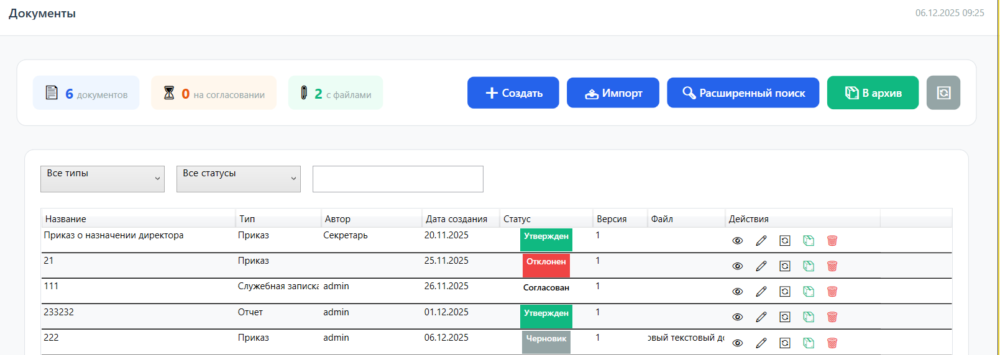 Документы
06.12.2025 09:25
6 документов
0 на согласовании
2 с файлами
Создать
Импорт
Расширенный поиск
В архив
Все типы
Все статусы
Название Тип Автор Дата создания Статус Версия Файл Действия
Приказ о назначении директора Приказ Секретарь 20.11.2025 Утвержден 1
21 Приказ 25.11.2025 Отклонен 1
111 Служебная записка admin 26.11.2025 Согласован 1
233232 Отчет admin 01.12.2025 Утвержден 1
222 Приказ admin 06.12.2025 Черновик 1 овый текстовый до